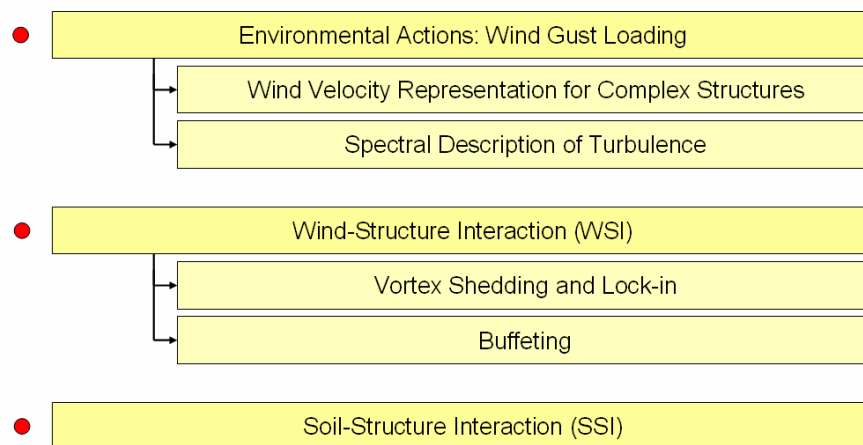 Environmental Actions: Wind Gust Loading
Wind Velocity Representation for Complex Structures
Spectral Description of Turbulence
Wind-Structure Interaction (WSI)
Vortex Shedding and Lock-in
Buffeting
Soil-Structure Interaction (SSI)